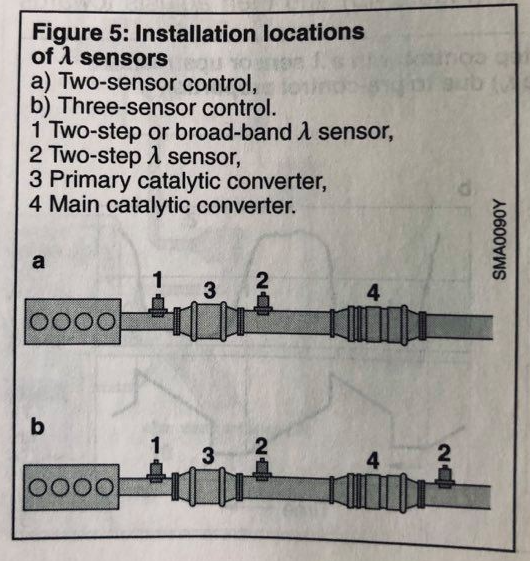 Figure 5: Installation locations
of λ sensors
a) Two-sensor control,
b) Three-sensor control.
1 Two-step or broad-band λ sensor,
2 Two-step λ sensor,
3 Primary catalytic converter,
4 Main catalytic converter.
SMA0090Y
a
1 3 2 4
b
1 3 2 4 2